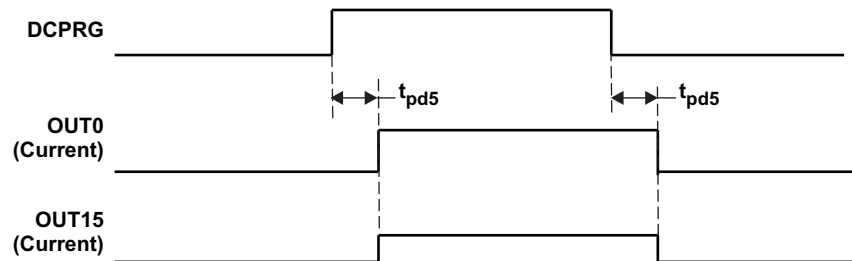 DCPRG
t_pd5
t_pd5
OUT0
(Current)
OUT15
(Current)